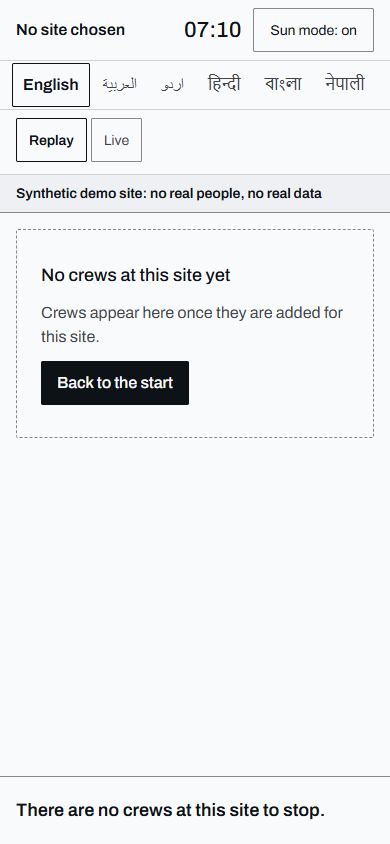 No site chosen
07:10
Sun mode: on
English
العربية
اردو
हिन्दी
বাংলা
नेपाली
Replay
Live
Synthetic demo site: no real people, no real data
No crews at this site yet
Crews appear here once they are added for
this site.
Back to the start
There are no crews at this site to stop.